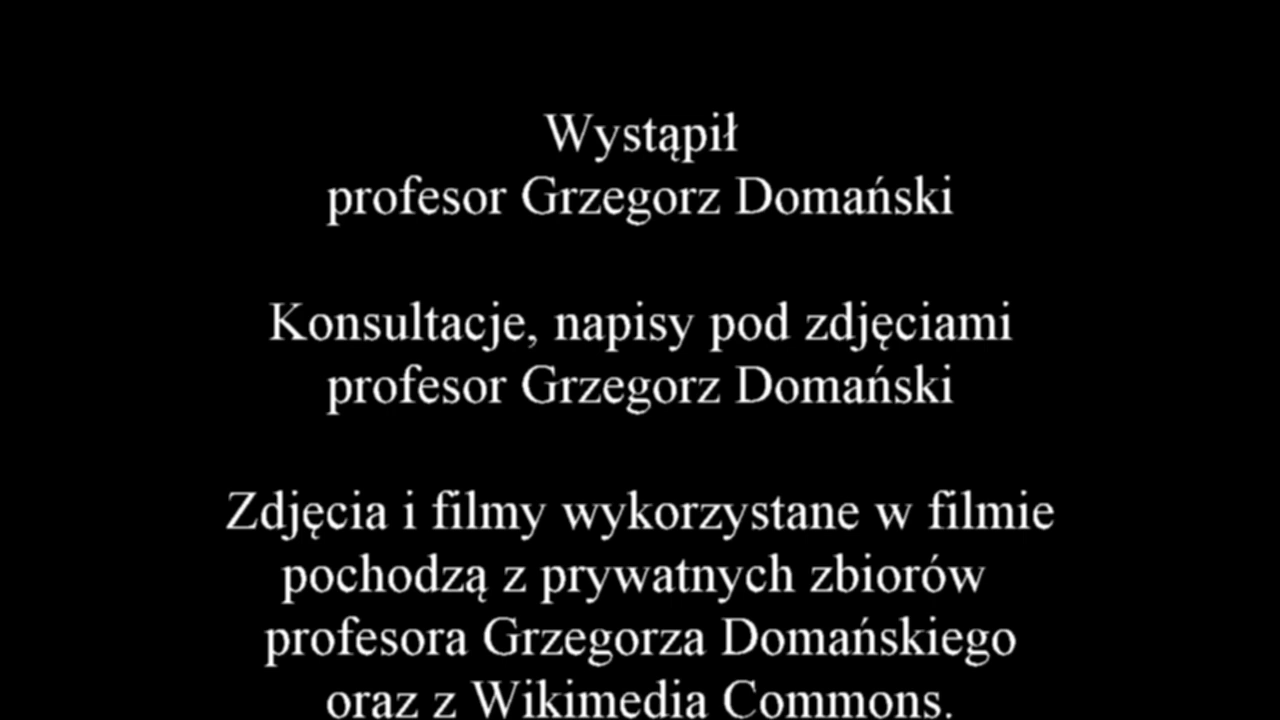 Wystąpił
profesor Grzegorz Domański
Konsultacje, napisy pod zdjęciami
profesor Grzegorz Domański
Zdjęcia i filmy wykorzystane w filmie
pochodzą z prywatnych zbiorów
profesora Grzegorza Domańskiego
oraz z Wikimedia Commons.